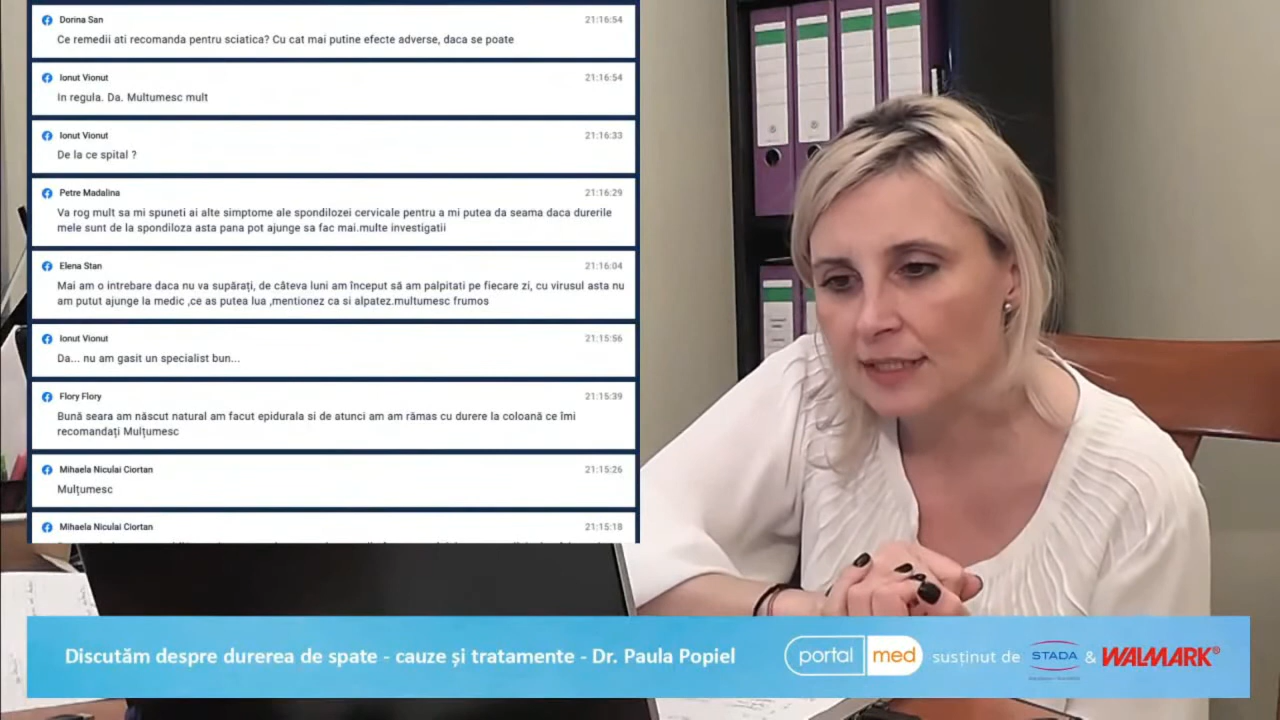 Dorina San 21:16:54
Ce remedii ati recomanda pentru sciatica? Cu cat mai putine efecte adverse, daca se poate
Ionut Vionut 21:16:54
In regula. Da. Multumesc mult
Ionut Vionut 21:16:33
De la ce spital ?
Petre Madalina 21:16:29
Va rog mult sa mi spuneti ai alte simptome ale spondilozei cervicale pentru a mi putea da seama daca durerile
mele sunt de la spondiloza asta pana pot ajunge sa fac mai.multe investigatii
Elena Stan 21:16:04
Mai am o intrebare daca nu va supărați, de câteva luni am început să am palpitati pe fiecare zi, cu virusul asta nu
am putut ajunge la medic ,ce as putea lua ,mentionez ca si alpatez.multumesc frumos
Ionut Vionut 21:15:56
Da... nu am gasit un specialist bun...
Flory Flory 21:15:39
Bună seara am născut natural am facut epidurala si de atunci am am rămas cu durere la coloană ce îmi
recomandați Mulțumesc
Mihaela Niculai Ciortan 21:15:26
Mulțumesc
Mihaela Niculai Ciortan 21:15:18
Discutăm despre durerea de spate - cauze și tratamente - Dr. Paula Popiel
portal med susținut de STADA & WALMARK®